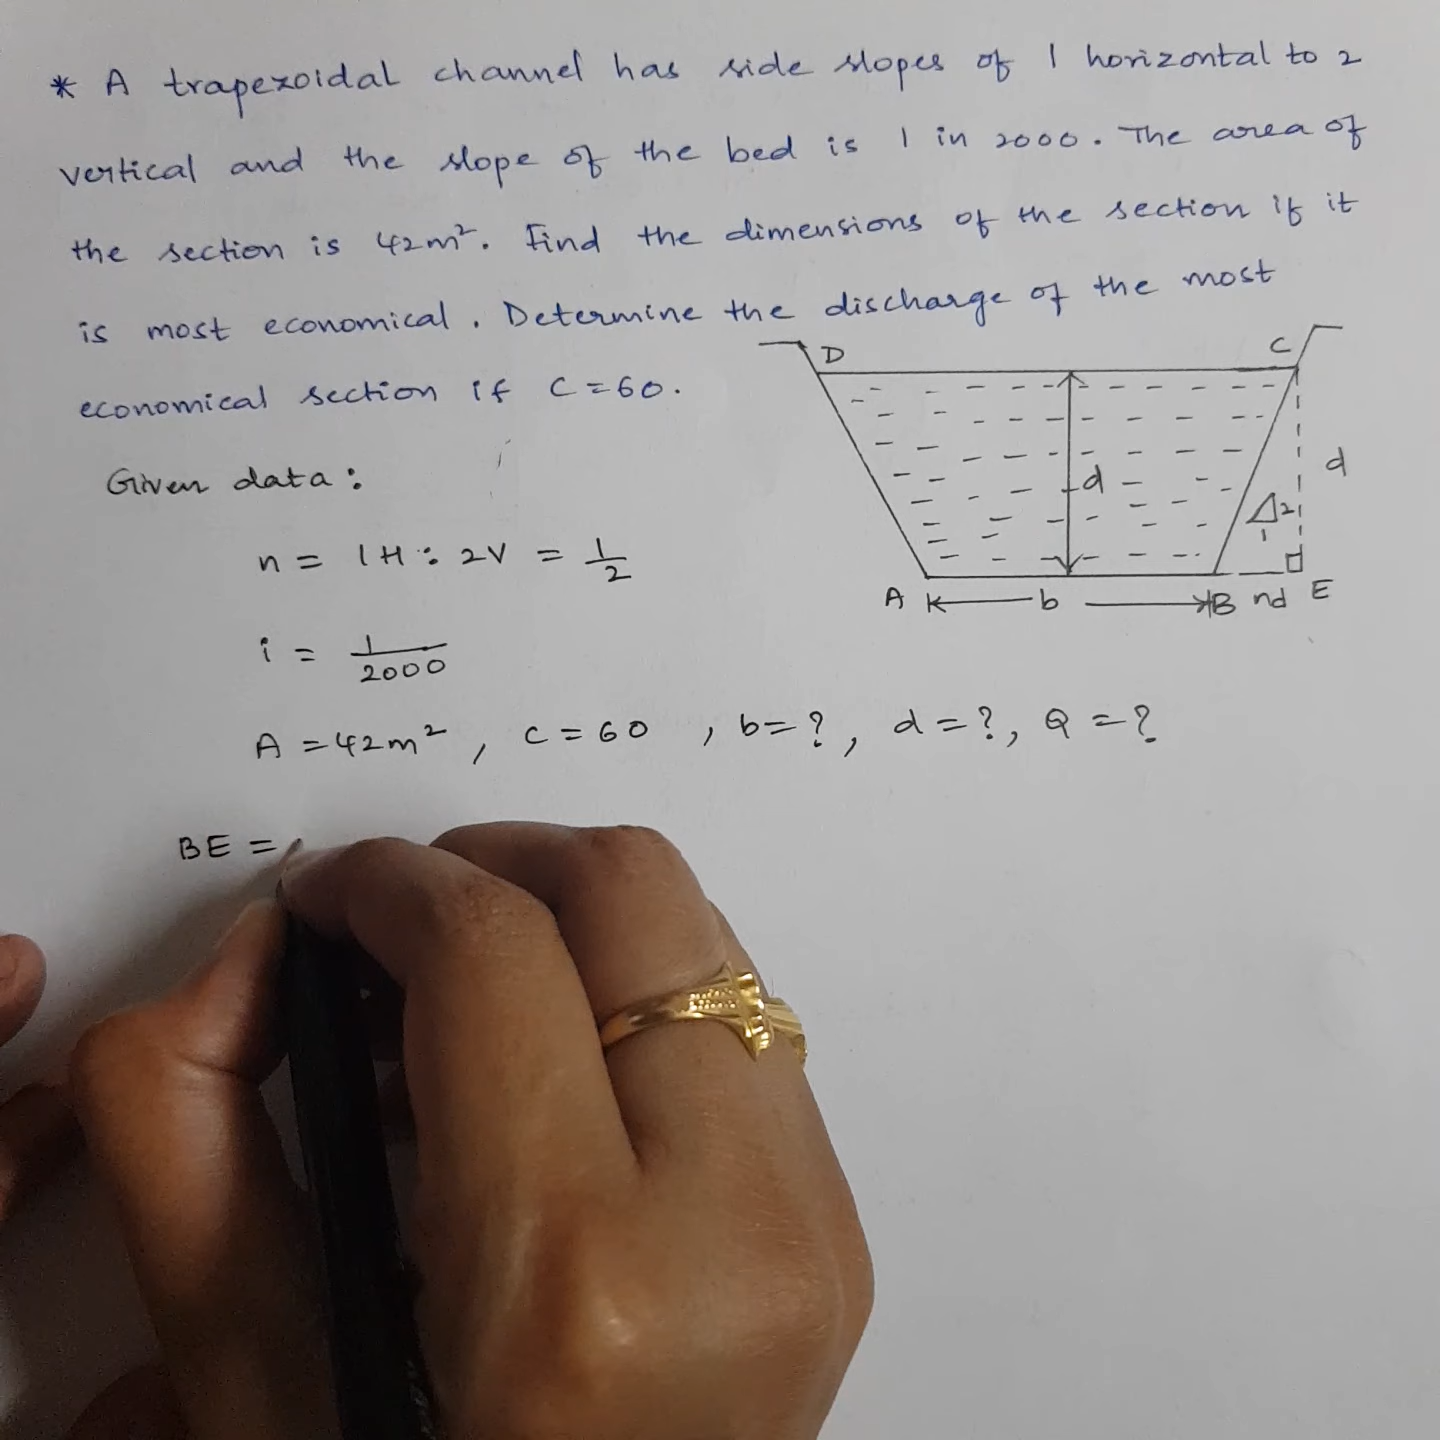 * A trapezoidal channel has side slopes of 1 horizontal to 2
vertical and the slope of the bed is 1 in 2000. The area of
the section is 42m². Find the dimensions of the section if it
is most economical. Determine the discharge of the most
economical section if C=60.
D C
d d
2
1
A b B nd E
Given data:
n = 1H : 2V = 1/2
i = 1/2000
A = 42m², C = 60, b=?, d=?, Q=?
BE =